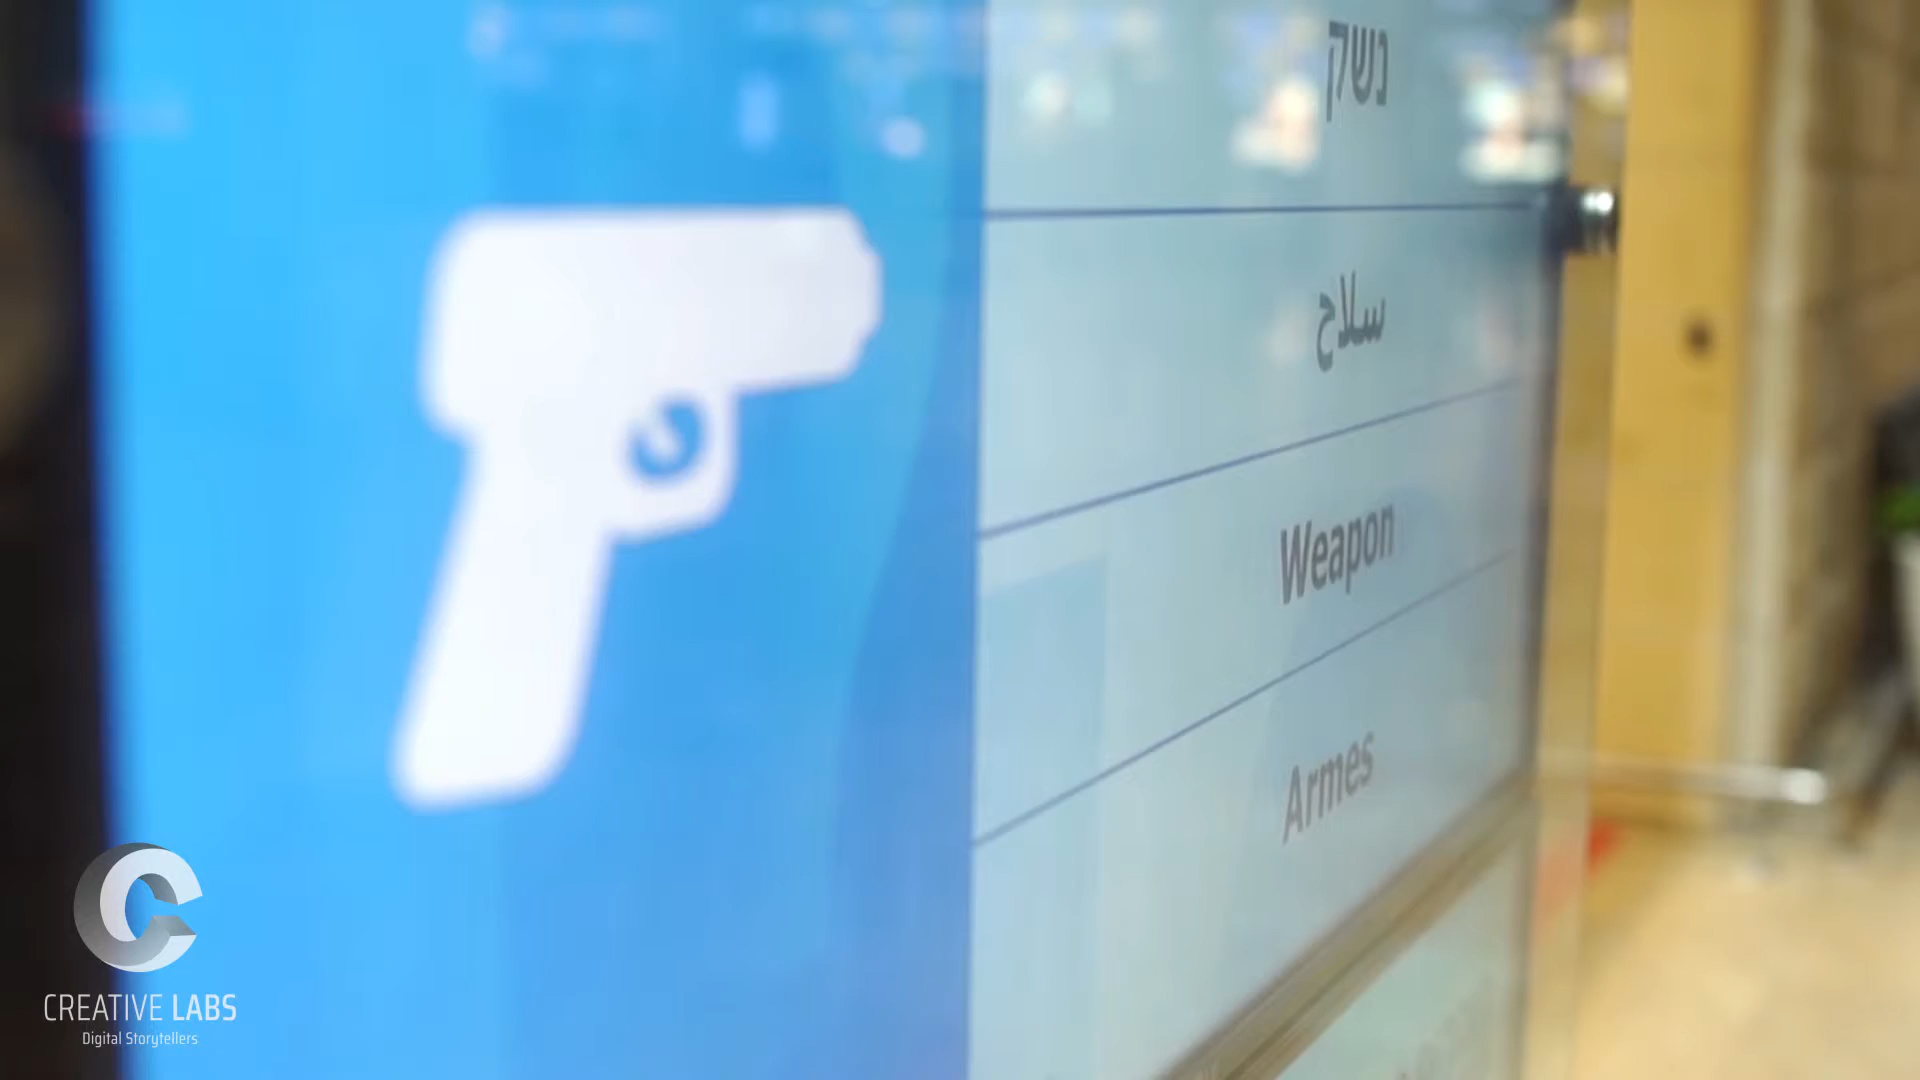 נשק
سلاح
Weapon
Armes
CREATIVE LABS
Digital Storytellers